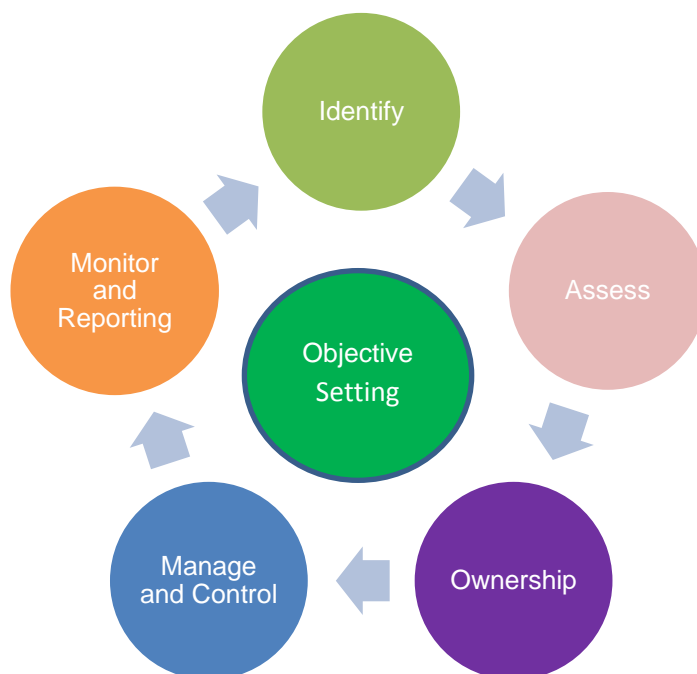 Identify
Assess
Ownership
Manage
and Control
Monitor
and
Reporting
Objective
Setting